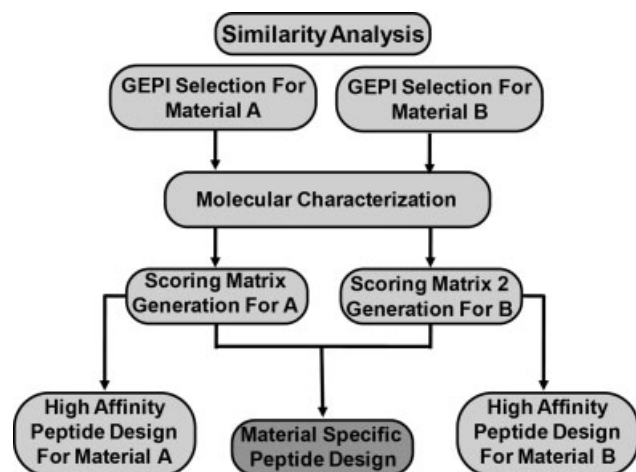 Similarity Analysis
GEPI Selection For
Material A
GEPI Selection For
Material B
Molecular Characterization
Scoring Matrix
Generation For A
Scoring Matrix 2
Generation For B
High Affinity
Peptide Design
For Material A
Material Specific
Peptide Design
High Affinity
Peptide Design
For Material B